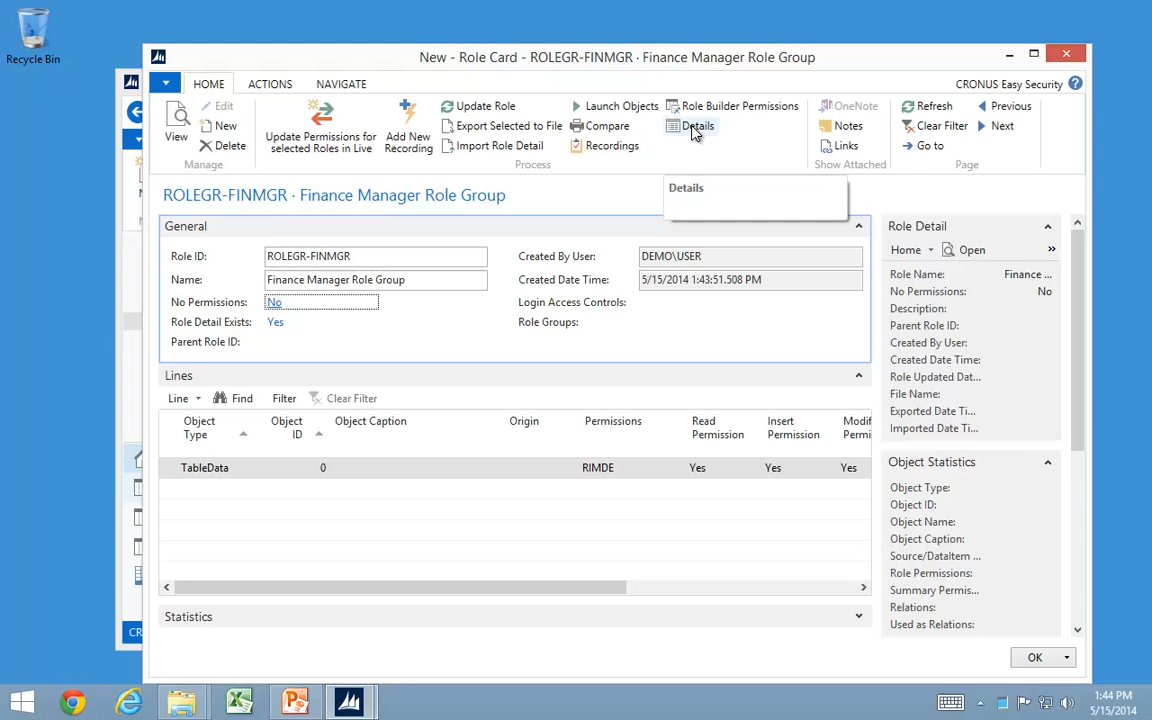 Recycle Bin
New - Role Card - ROLEGR-FINMGR · Finance Manager Role Group
HOME ACTIONS NAVIGATE CRONUS Easy Security
View
Edit
New
Delete
Manage
Update Permissions for
selected Roles in Live
Add New
Recording
Update Role
Export Selected to File
Import Role Detail
Launch Objects
Compare
Recordings
Process
Role Builder Permissions
Details
OneNote
Notes
Links
Show Attached
Refresh
Clear Filter
Go to
Previous
Next
Page
ROLEGR-FINMGR · Finance Manager Role Group
Details
General
Role ID: ROLEGR-FINMGR
Name: Finance Manager Role Group
No Permissions: No
Role Detail Exists: Yes
Parent Role ID:
Created By User: DEMO\USER
Created Date Time: 5/15/2014 1:43:51.508 PM
Login Access Controls:
Role Groups:
Lines
Line Find Filter Clear Filter
Object
Type
Object
ID
Object Caption
Origin
Permissions
Read
Permission
Insert
Permission
Modif
Permi
TableData 0 RIMDE Yes Yes Yes
Statistics
Role Detail
Home Open »
Role Name: Finance ...
No Permissions: No
Description:
Parent Role ID:
Created By User:
Created Date Time:
Role Updated Dat...
File Name:
Exported Date Ti...
Imported Date Ti...
Object Statistics
Object Type:
Object ID:
Object Name:
Object Caption:
Source/DataItem ...
Role Permissions:
Summary Permis...
Relations:
Used as Relations:
OK
CR
1:44 PM
5/15/2014